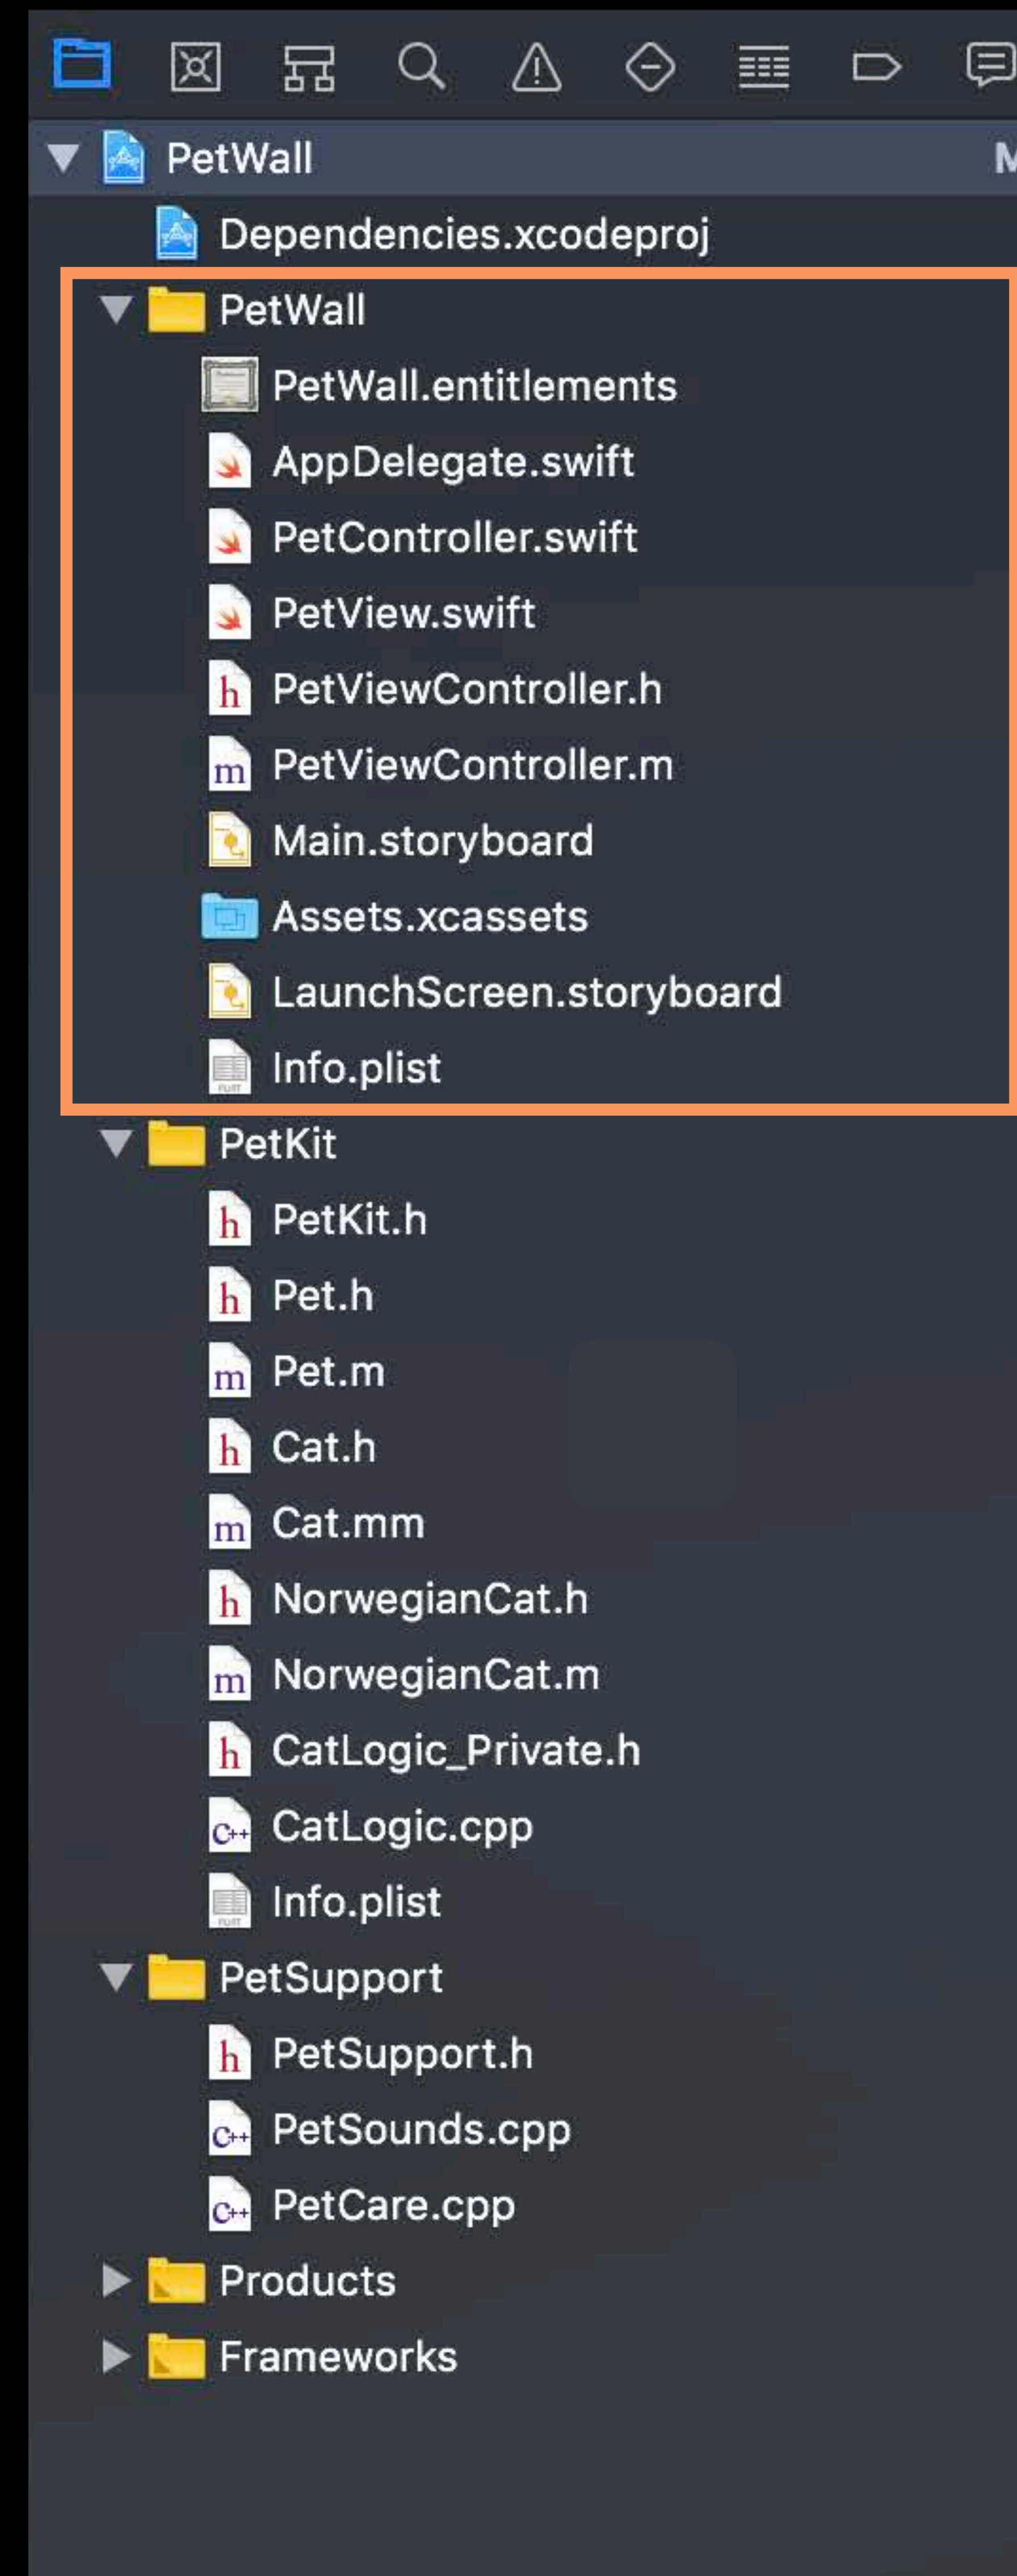 PetWall M
Dependencies.xcodeproj
PetWall
PetWall.entitlements
AppDelegate.swift
PetController.swift
PetView.swift
h PetViewController.h
m PetViewController.m
Main.storyboard
Assets.xcassets
LaunchScreen.storyboard
PLIST Info.plist
PetKit
h PetKit.h
h Pet.h
m Pet.m
h Cat.h
m Cat.mm
h NorwegianCat.h
m NorwegianCat.m
h CatLogic_Private.h
C++ CatLogic.cpp
PLIST Info.plist
PetSupport
h PetSupport.h
C++ PetSounds.cpp
C++ PetCare.cpp
Products
Frameworks